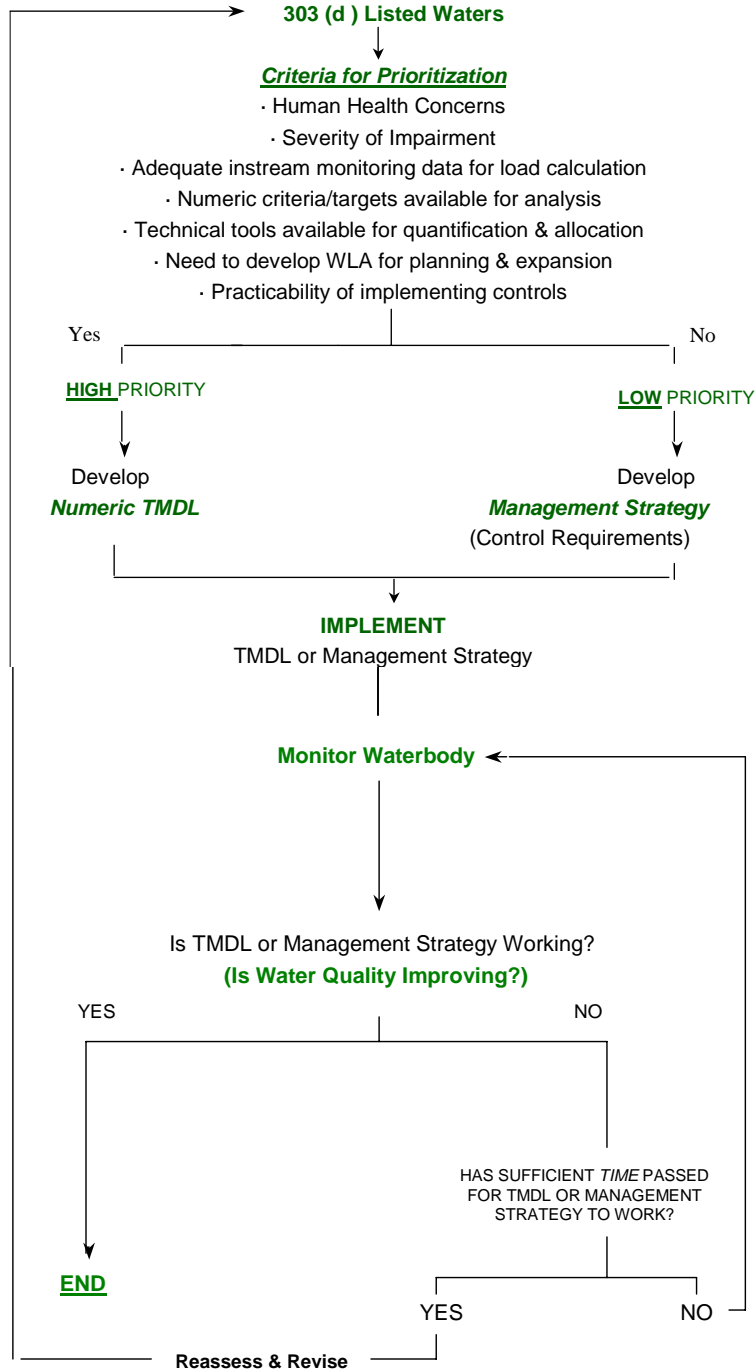 303 (d ) Listed Waters
Criteria for Prioritization
· Human Health Concerns
· Severity of Impairment
· Adequate instream monitoring data for load calculation
· Numeric criteria/targets available for analysis
· Technical tools available for quantification & allocation
· Need to develop WLA for planning & expansion
· Practicability of implementing controls
Yes
No
HIGH PRIORITY
LOW PRIORITY
Develop
Numeric TMDL
Develop
Management Strategy
(Control Requirements)
IMPLEMENT
TMDL or Management Strategy
Monitor Waterbody
Is TMDL or Management Strategy Working?
(Is Water Quality Improving?)
YES
NO
HAS SUFFICIENT TIME PASSED
FOR TMDL OR MANAGEMENT
STRATEGY TO WORK?
END
YES
NO
Reassess & Revise